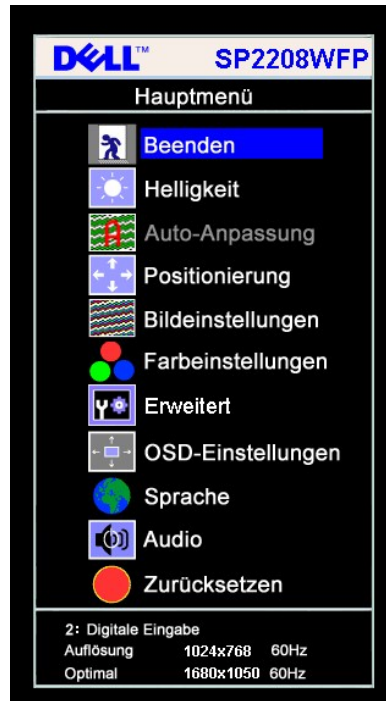 DELL™ SP2208WFP
Hauptmenü
Beenden
Helligkeit
Auto-Anpassung
Positionierung
Bildeinstellungen
Farbeinstellungen
Erweitert
OSD-Einstellungen
Sprache
Audio
Zurücksetzen
2: Digitale Eingabe
Auflösung 1024x768 60Hz
Optimal 1680x1050 60Hz